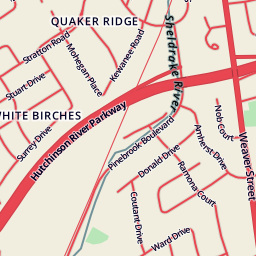 QUAKER RIDGE
Stratton Road
Kewanee Road
Sheldrake River
Mohegan Place
Stuart Drive
WHITE BIRCHES
Hutchinson River Parkway
Nob Court
Surrey Drive
Pinebrook Boulevard
Amherst Drive
Weaver Street
Donald Drive
Ramona Court
Coutant Drive
Ward Drive